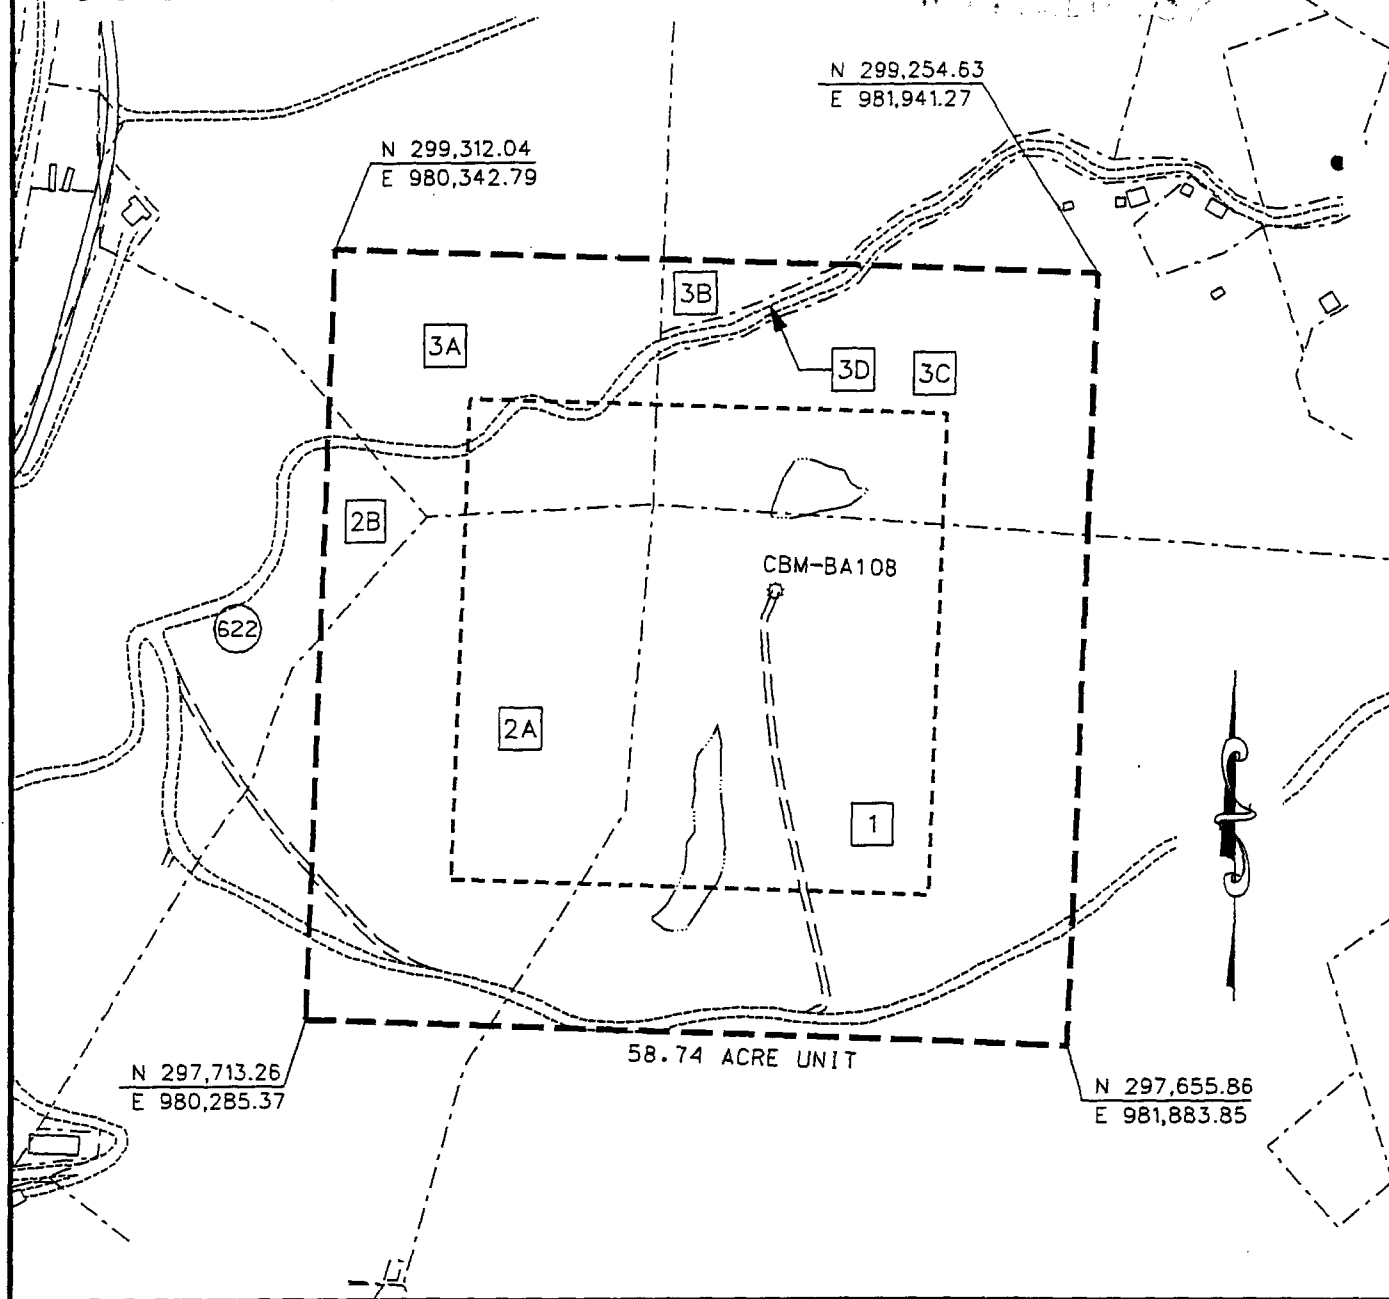 N 299,254.63
E 981,941.27
N 299,312.04
E 980,342.79
3B
3A
3D
3C
2B
CBM-BA108
622
2A
1
58.74 ACRE UNIT
N 297,713.26
E 980,285.37
N 297,655.86
E 981,883.85